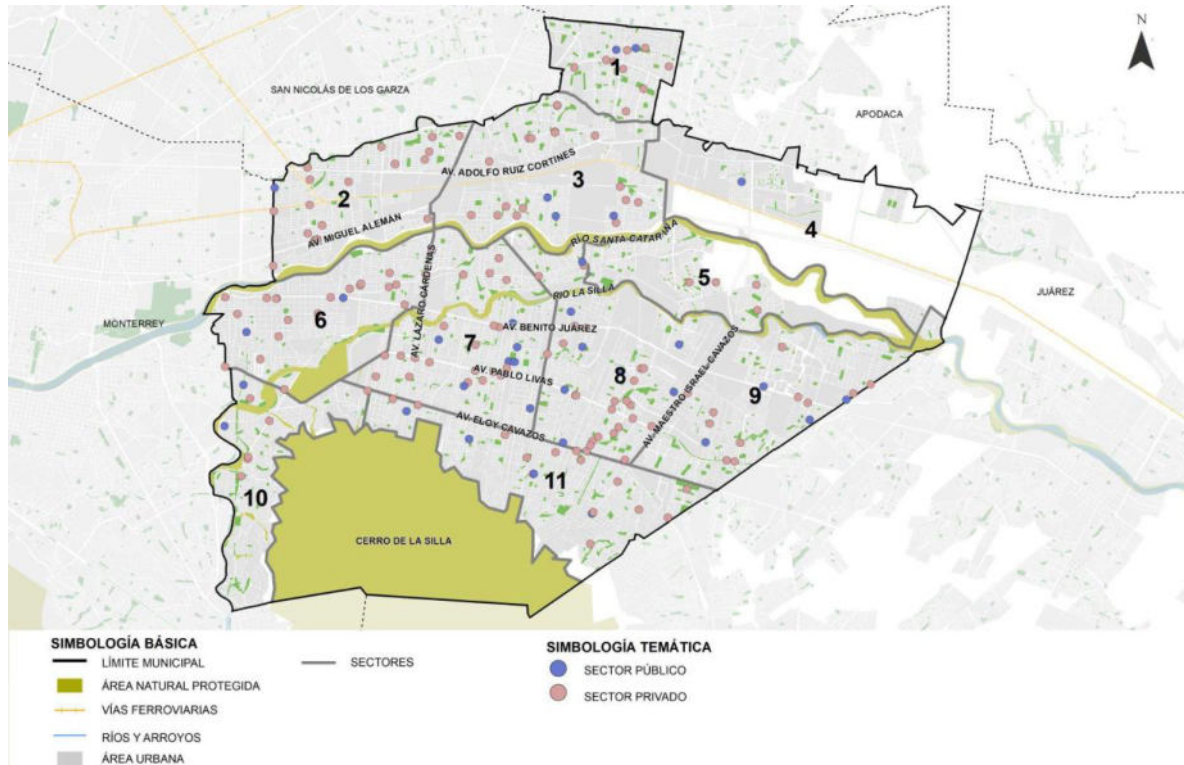 N
1
SAN NICOLÁS DE LOS GARZA
APODACA
AV. ADOLFO RUIZ CORTINES
3
2
AV. MIGUEL ALEMÁN
4
RÍO SANTA CATARINA
5
JUÁREZ
AV. LAZARO CÁRDENAS
RIO LA SILLA
MONTERREY
6
7
AV. BENITO JUÁREZ
AV. PABLO LIVAS
8
AV. MAESTRO ISRAEL CAVAZOS
9
AV. ELOY CAVAZOS
10
11
CERRO DE LA SILLA
SIMBOLOGÍA BÁSICA
LÍMITE MUNICIPAL
SECTORES
ÁREA NATURAL PROTEGIDA
VÍAS FERROVIARIAS
RÍOS Y ARROYOS
ÁREA URBANA
SIMBOLOGÍA TEMÁTICA
SECTOR PÚBLICO
SECTOR PRIVADO